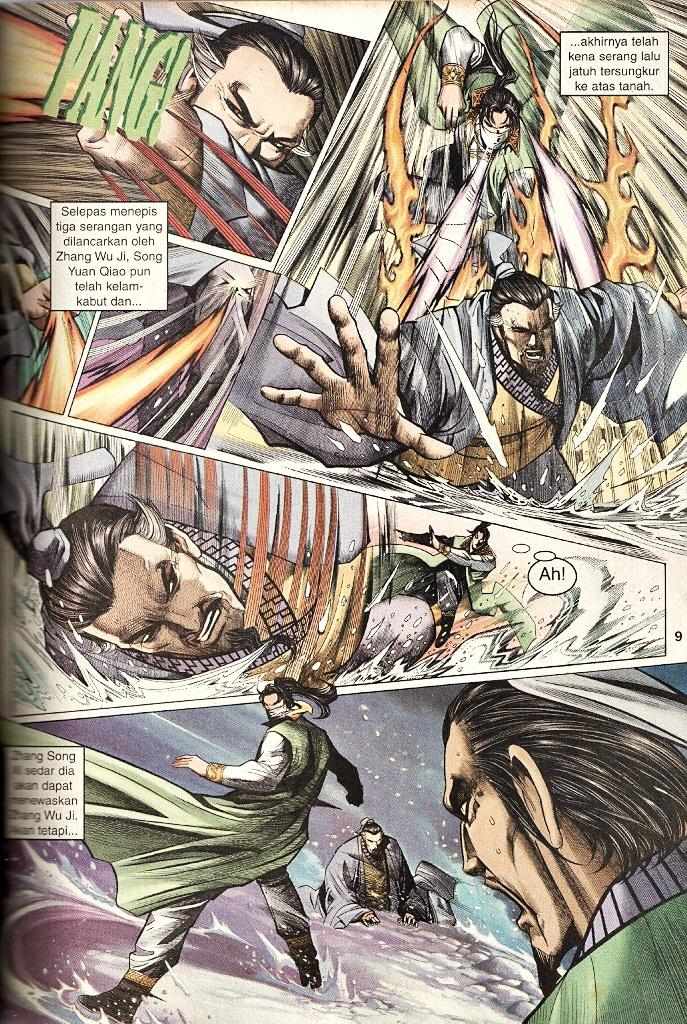 PANG!
Selepas menepis
tiga serangan yang
dilancarkan oleh
Zhang Wu Ji, Song
Yuan Qiao pun
telah kelam-
kabut dan...
...akhirnya telah
kena serang lalu
jatuh tersungkur
ke atas tanah.
Ah!
9
Zhang Song
sedar dia
akan dapat
menewaskan
Zhang Wu Ji.
tetapi...